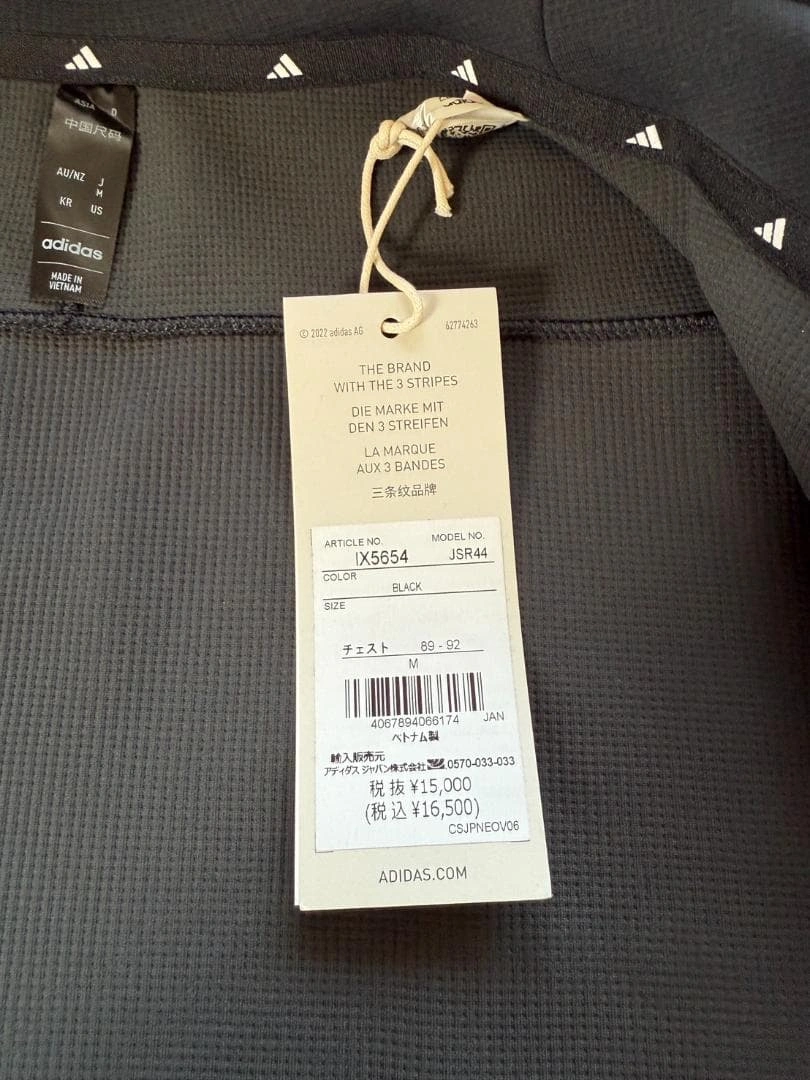 ASIA D
中国尺码
AU/NZ J
M
KR US
adidas
MADE IN
VIETNAM
© 2022 adidas AG 62774263
THE BRAND
WITH THE 3 STRIPES
DIE MARKE MIT
DEN 3 STREIFEN
LA MARQUE
AUX 3 BANDES
三条纹品牌
ARTICLE NO. MODEL NO.
IX5654 JSR44
COLOR
BLACK
SIZE
チェスト 89 - 92
M
4067894066174 JAN
ベトナム製
輸入販売元
アディダス ジャパン株式会社 0570-033-033
税抜 ¥15,000
(税込 ¥16,500)
CSJPNEOV06
ADIDAS.COM